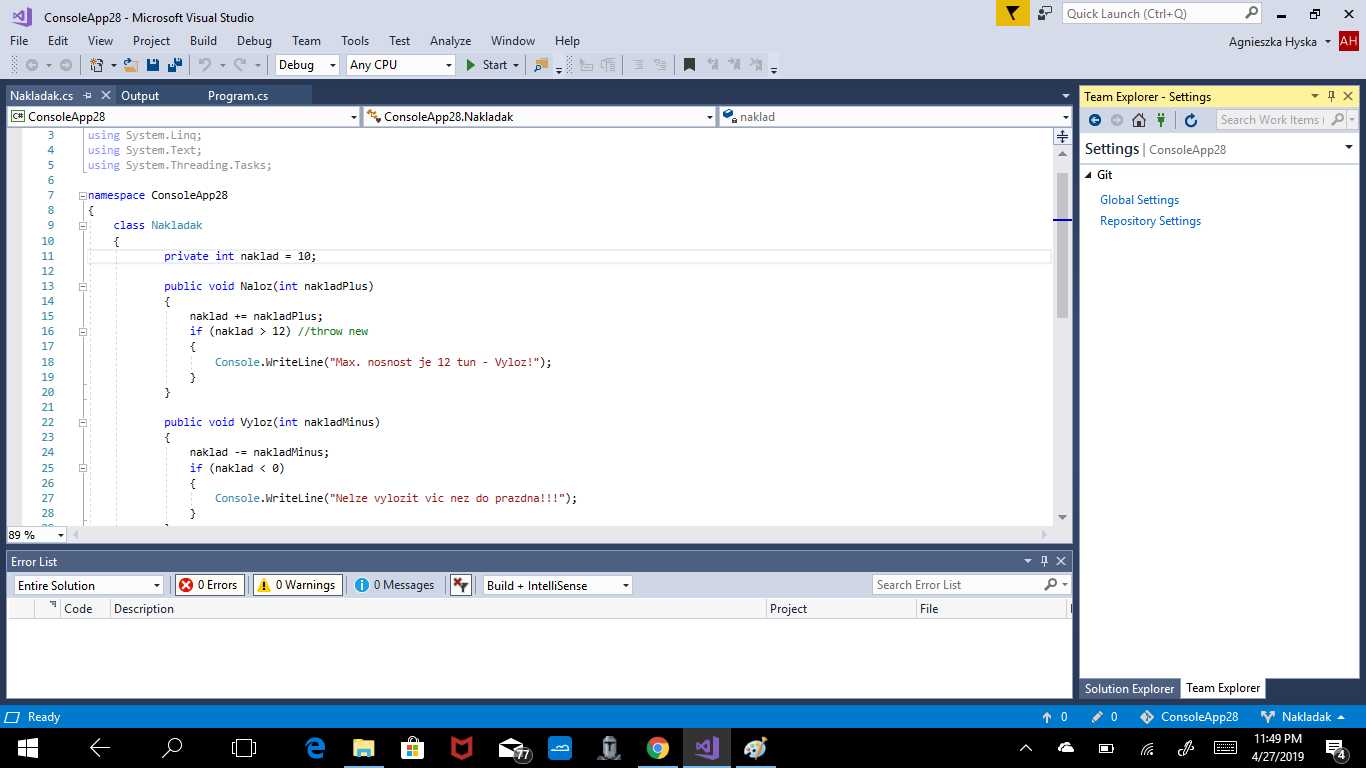 ConsoleApp28 - Microsoft Visual Studio
Quick Launch (Ctrl+Q)
File Edit View Project Build Debug Team Tools Test Analyze Window Help
Agnieszka Hyska AH
Debug Any CPU Start
Nakladak.cs Output Program.cs
C# ConsoleApp28 ConsoleApp28.Nakladak naklad
3 using System.Linq;
4 using System.Text;
5 using System.Threading.Tasks;
6
7 namespace ConsoleApp28
8 {
9 class Nakladak
10 {
11 private int naklad = 10;
12
13 public void Naloz(int nakladPlus)
14 {
15 naklad += nakladPlus;
16 if (naklad > 12) //throw new
17 {
18 Console.WriteLine("Max. nosnost je 12 tun - Vyloz!");
19 }
20 }
21
22 public void Vyloz(int nakladMinus)
23 {
24 naklad -= nakladMinus;
25 if (naklad < 0)
26 {
27 Console.WriteLine("Nelze vylozit vic nez do prazdna!!!");
28 }
89 %
Team Explorer - Settings
Search Work Items (
Settings | ConsoleApp28
Git
Global Settings
Repository Settings
Solution Explorer Team Explorer
Error List
Entire Solution 0 Errors 0 Warnings 0 Messages Build + IntelliSense Search Error List
Code Description Project File
Ready 0 0 ConsoleApp28 Nakladak
77
11:49 PM
4/27/2019
4